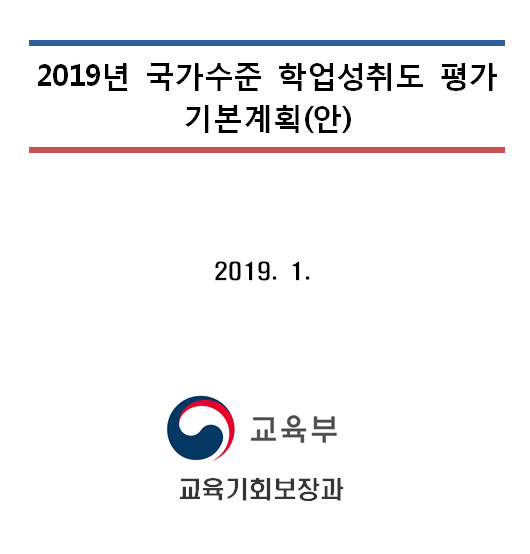 2019년 국가수준 학업성취도 평가
기본계획(안)
2019. 1.
교육부
교육기회보장과